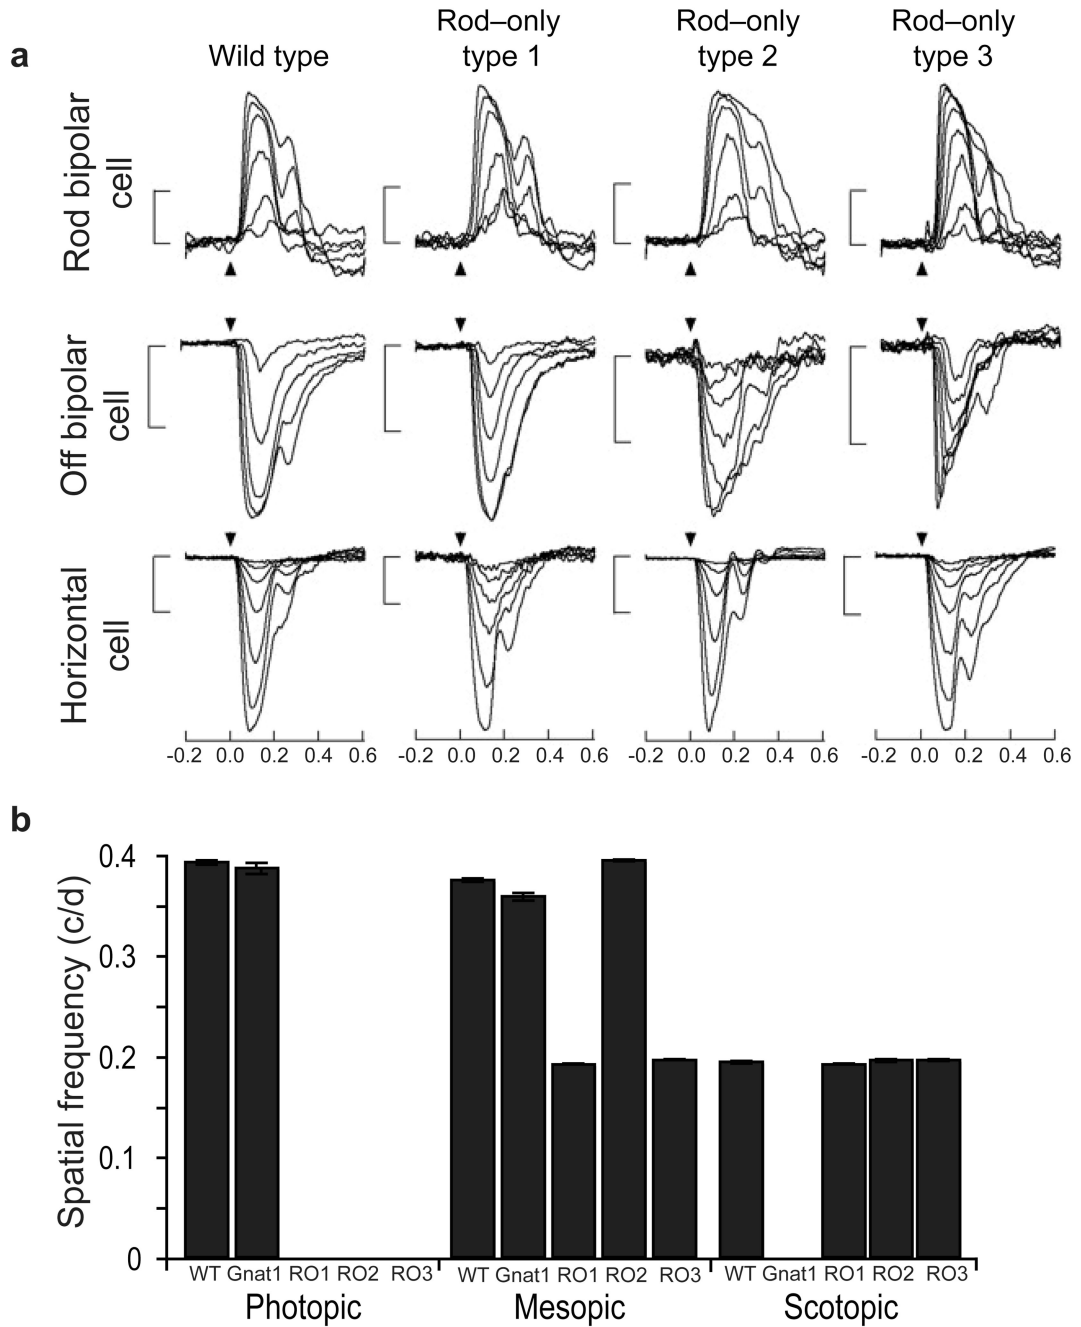 a
Wild type
Rod–only
type 1
Rod–only
type 2
Rod–only
type 3
Rod bipolar
cell
Off bipolar
cell
Horizontal
cell
-0.2 0.0 0.2 0.4 0.6
-0.2 0.0 0.2 0.4 0.6
-0.2 0.0 0.2 0.4 0.6
-0.2 0.0 0.2 0.4 0.6
b
Spatial frequency (c/d)
0.4
0.3
0.2
0.1
0
WT Gnat1 RO1 RO2 RO3
WT Gnat1 RO1 RO2 RO3
WT Gnat1 RO1 RO2 RO3
Photopic
Mesopic
Scotopic